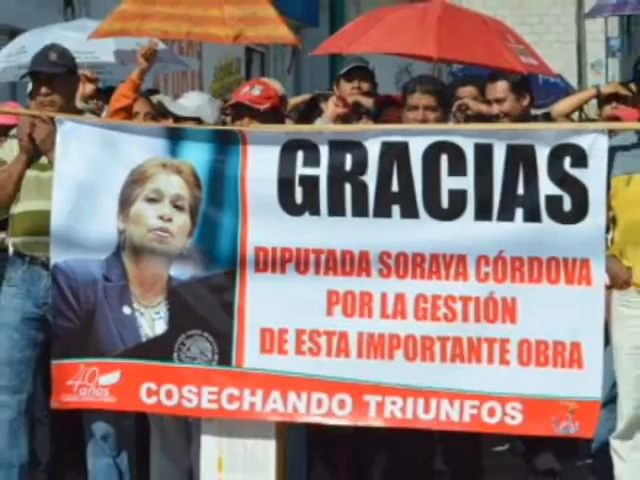 GRACIAS
DIPUTADA SORAYA CÓRDOVA
POR LA GESTIÓN
DE ESTA IMPORTANTE OBRA
40 años
COSECHANDO TRIUNFOS